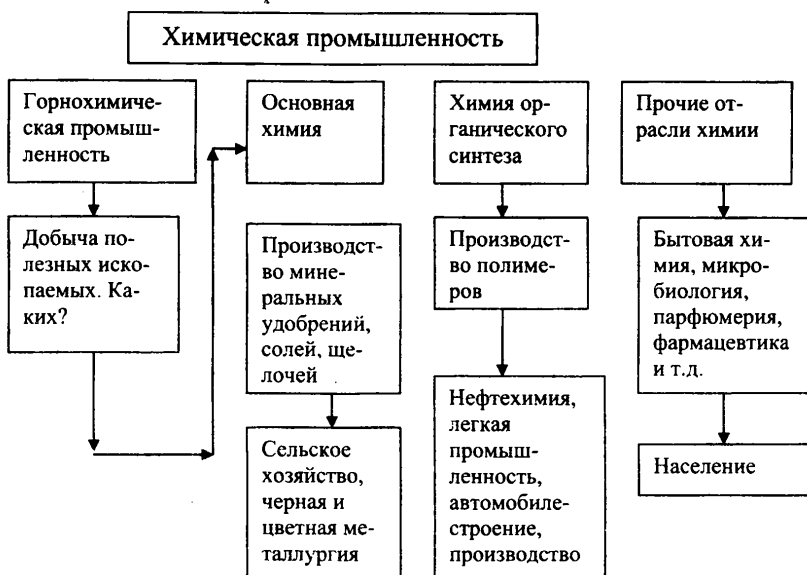 Химическая промышленность
Горнохимиче-
ская промыш-
ленность
Основная
химия
Химия ор-
ганического
синтеза
Прочие от-
расли химии
Добыча по-
лезных иско-
паемых. Ка-
ких?
Производст-
во мине-
ральных
удобрений,
солей, ще-
лочей
Производст-
во полиме-
ров
Бытовая хи-
мия, микро-
биология,
парфюмерия,
фармацевтика
и т.д.
Сельское
хозяйство,
черная и
цветная ме-
таллургия
Нефтехимия,
легкая
промыш-
ленность,
автомобиле-
строение,
производство
Население